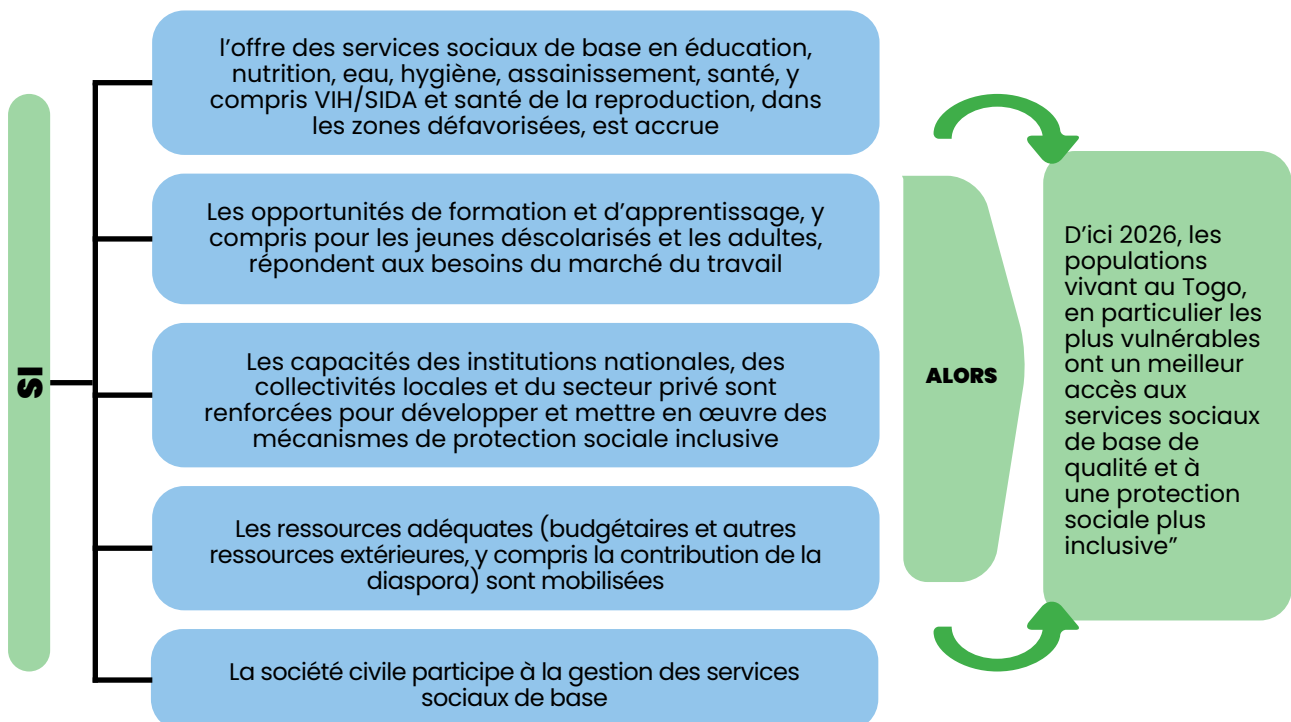 SI
l’offre des services sociaux de base en éducation,
nutrition, eau, hygiène, assainissement, santé, y
compris VIH/SIDA et santé de la reproduction, dans
les zones défavorisées, est accrue
Les opportunités de formation et d’apprentissage, y
compris pour les jeunes déscolarisés et les adultes,
répondent aux besoins du marché du travail
Les capacités des institutions nationales, des
collectivités locales et du secteur privé sont
renforcées pour développer et mettre en œuvre des
mécanismes de protection sociale inclusive
Les ressources adéquates (budgétaires et autres
ressources extérieures, y compris la contribution de la
diaspora) sont mobilisées
La société civile participe à la gestion des services
sociaux de base
ALORS
D’ici 2026, les
populations
vivant au Togo,
en particulier les
plus vulnérables
ont un meilleur
accès aux
services sociaux
de base de
qualité et à
une protection
sociale plus
inclusive”